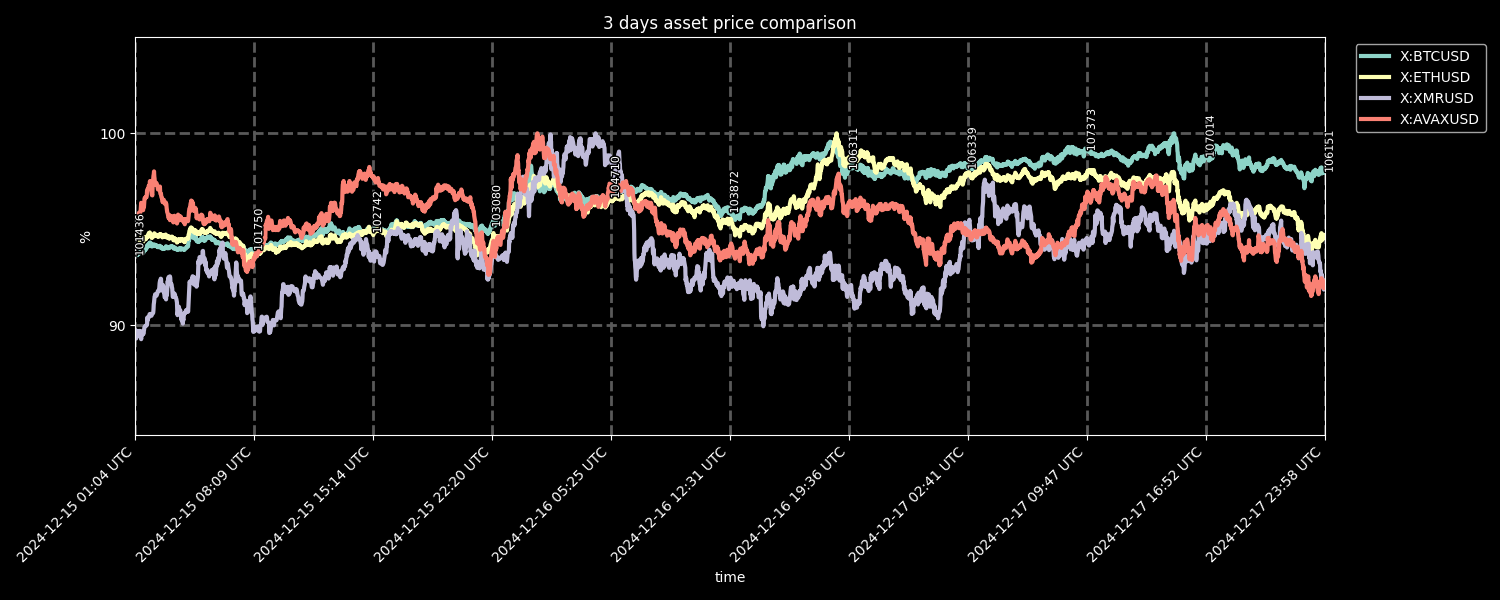 3 days asset price comparison
X:BTCUSD
X:ETHUSD
X:XMRUSD
X:AVAXUSD
100
90
%
101436
101750
102742
103080
104710
103872
106311
106339
107373
107014
106151
2024-12-15 01:04 UTC
2024-12-15 08:09 UTC
2024-12-15 15:14 UTC
2024-12-15 22:20 UTC
2024-12-16 05:25 UTC
2024-12-16 12:31 UTC
2024-12-16 19:36 UTC
2024-12-17 02:41 UTC
2024-12-17 09:47 UTC
2024-12-17 16:52 UTC
2024-12-17 23:58 UTC
time